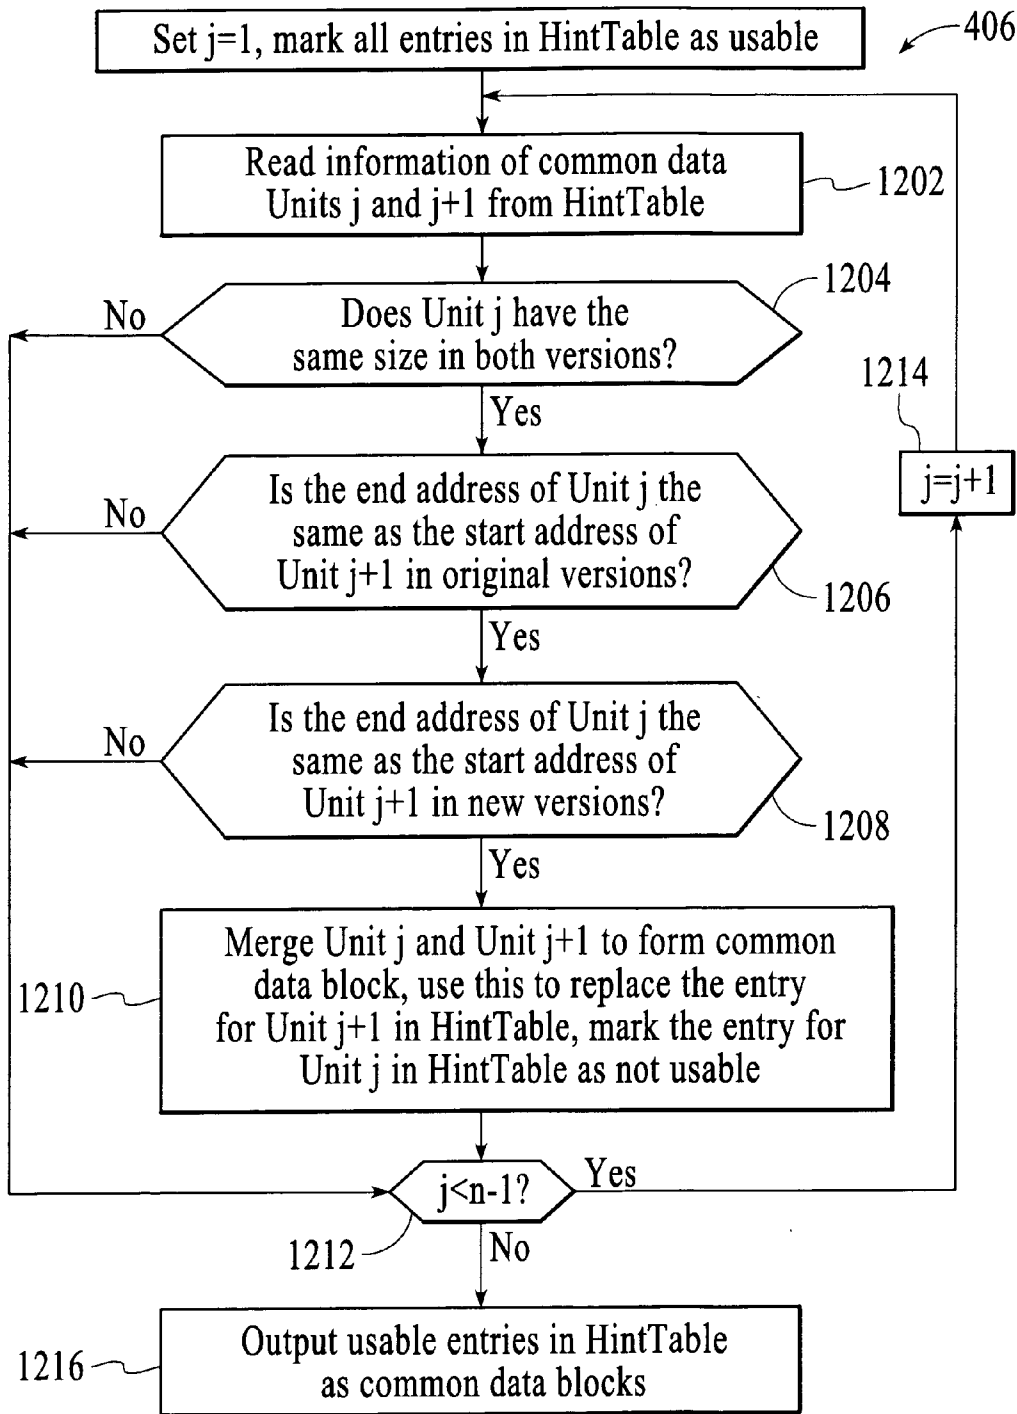 Set j=1, mark all entries in HintTable as usable
406
Read information of common data
Units j and j+1 from HintTable
1202
1204
No
Does Unit j have the
same size in both versions?
1214
Yes
j=j+1
No
Is the end address of Unit j the
same as the start address of
Unit j+1 in original versions?
1206
Yes
No
Is the end address of Unit j the
same as the start address of
Unit j+1 in new versions?
1208
Yes
1210
Merge Unit j and Unit j+1 to form common
data block, use this to replace the entry
for Unit j+1 in HintTable, mark the entry for
Unit j in HintTable as not usable
j<n-1?
Yes
1212
No
1216
Output usable entries in HintTable
as common data blocks